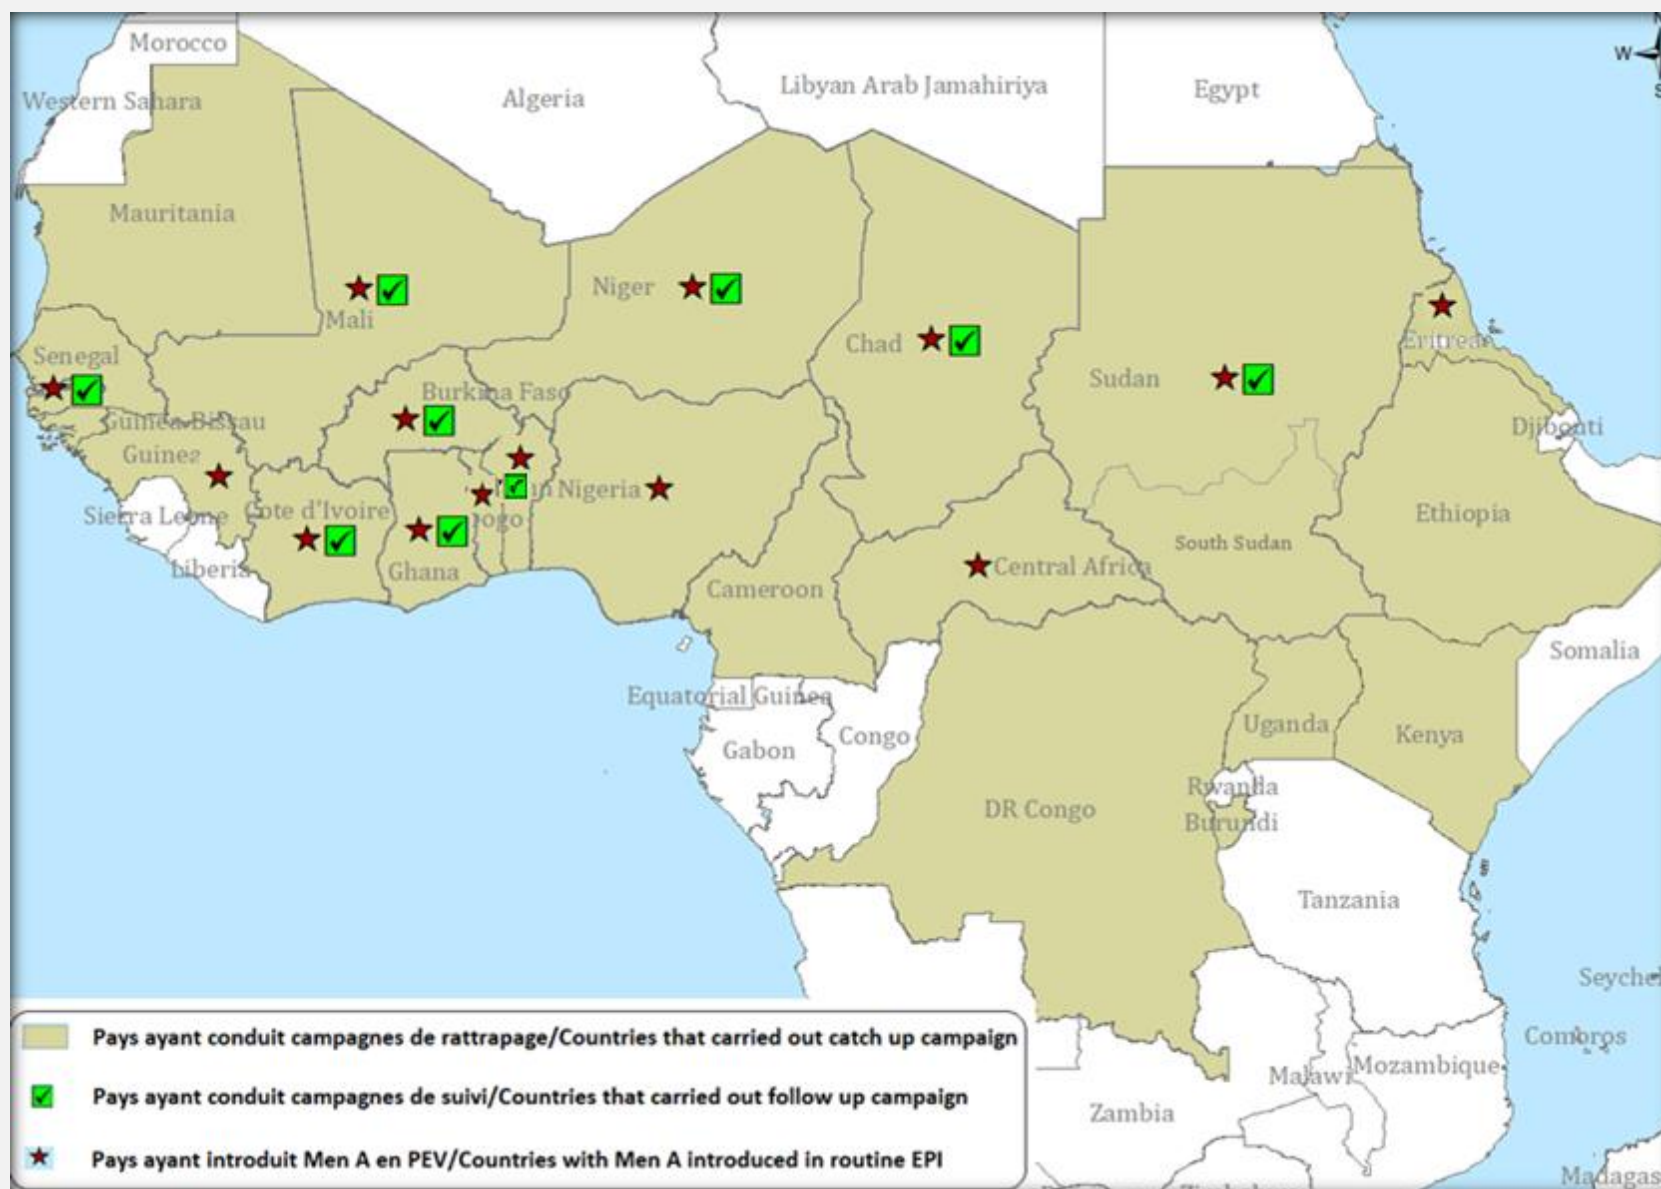 Morocco
Western Sahara
Algeria
Libyan Arab Jamahiriya
Egypt
W
Mauritania
Mali
Niger
Chad
Sudan
Eritrea
Senegal
Burkina Faso
Guinea-Bissau
Guinea
Nigeria
Djibouti
Sierra Leone
Cote d'Ivoire
Ethiopia
Liberia
Ghana
South Sudan
Central Africa
Cameroon
Somalia
Equatorial Guinea
Uganda
Kenya
Gabon
Congo
Rwanda
DR Congo
Burundi
Tanzania
Comoros
Malawi
Mozambique
Zambia
Pays ayant conduit campagnes de rattrapage/Countries that carried out catch up campaign
Pays ayant conduit campagnes de suivi/Countries that carried out follow up campaign
Pays ayant introduit Men A en PEV/Countries with Men A introduced in routine EPI